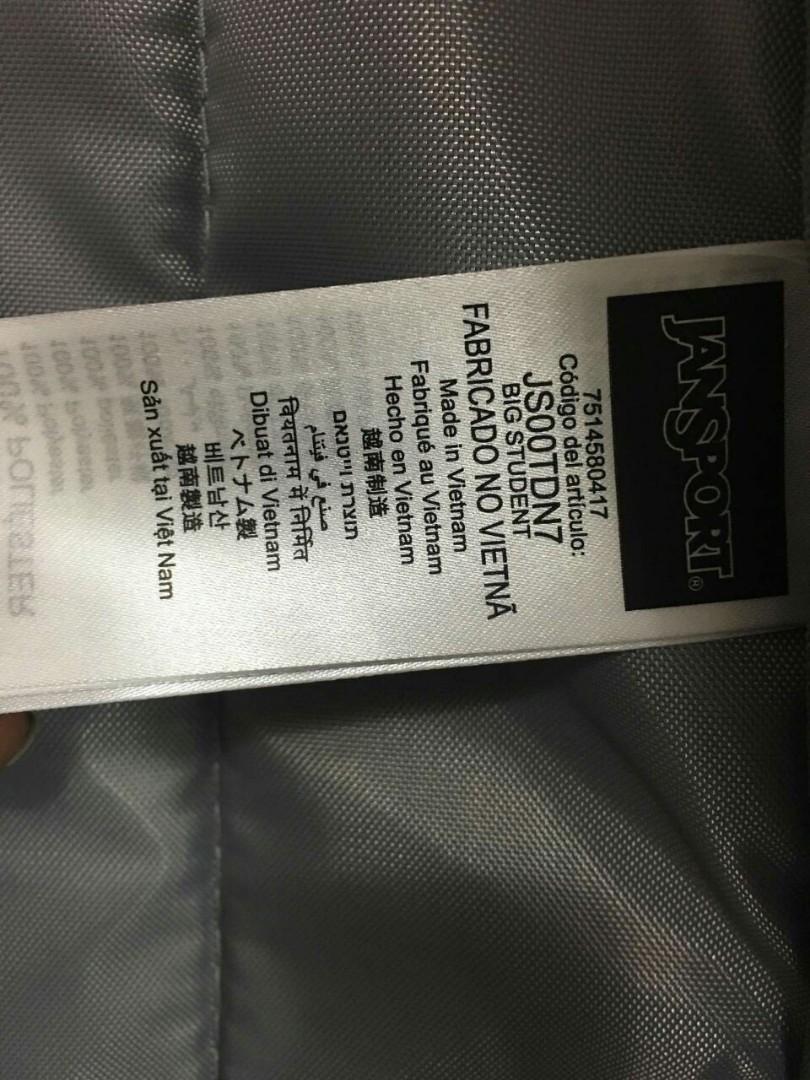 JANSPORT®
7514580417
Código del artículo:
JS00TDN7
BIG STUDENT
FABRICADO NO VIETNÃ
Made in Vietnam
Fabriqué au Vietnam
Hecho en Vietnam
越南制造
תוצרת וייטנאם
صنع في فيتنام
वियतनाम में निर्मित
Dibuat di Vietnam
ベトナム製
베트남산
越南製造
Sản xuất tại Việt Nam
100% POLYESTER